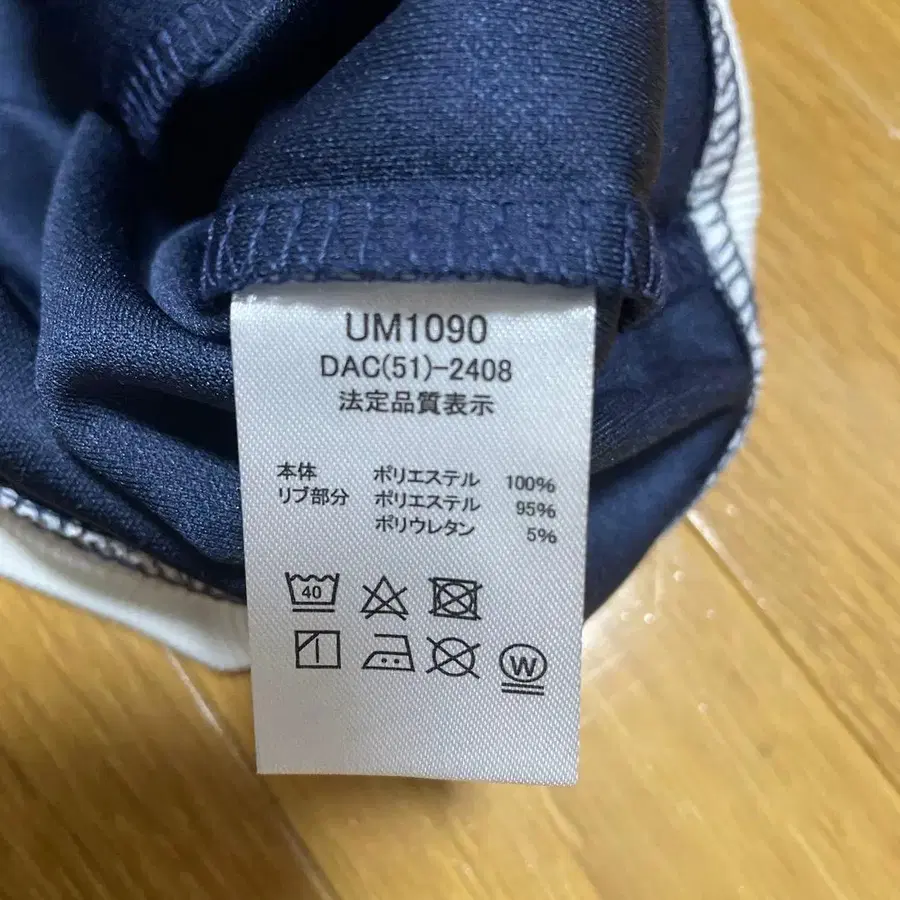 UM1090
DAC(51)-2408
法定品質表示
本体 ポリエステル 100%
リブ部分 ポリエステル 95%
ポリウレタン 5%
40
W